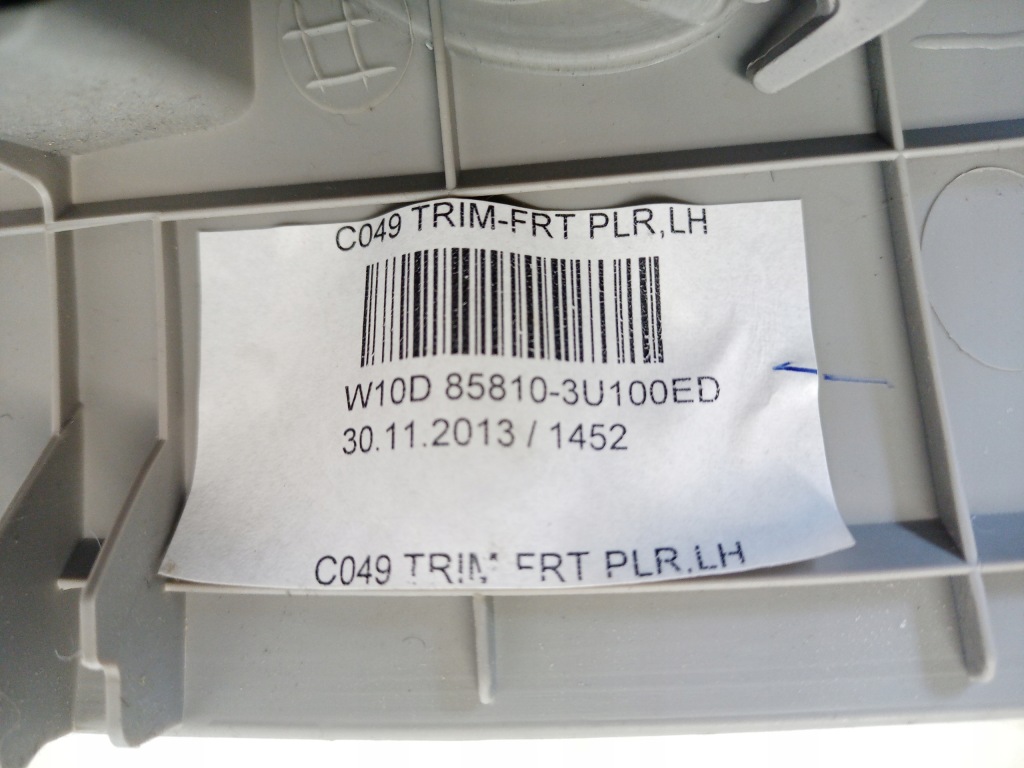 C049 TRIM-FRT PLR,LH
W10D 85810-3U100ED
30.11.2013 / 1452
C049 TRIM FRT PLR,LH